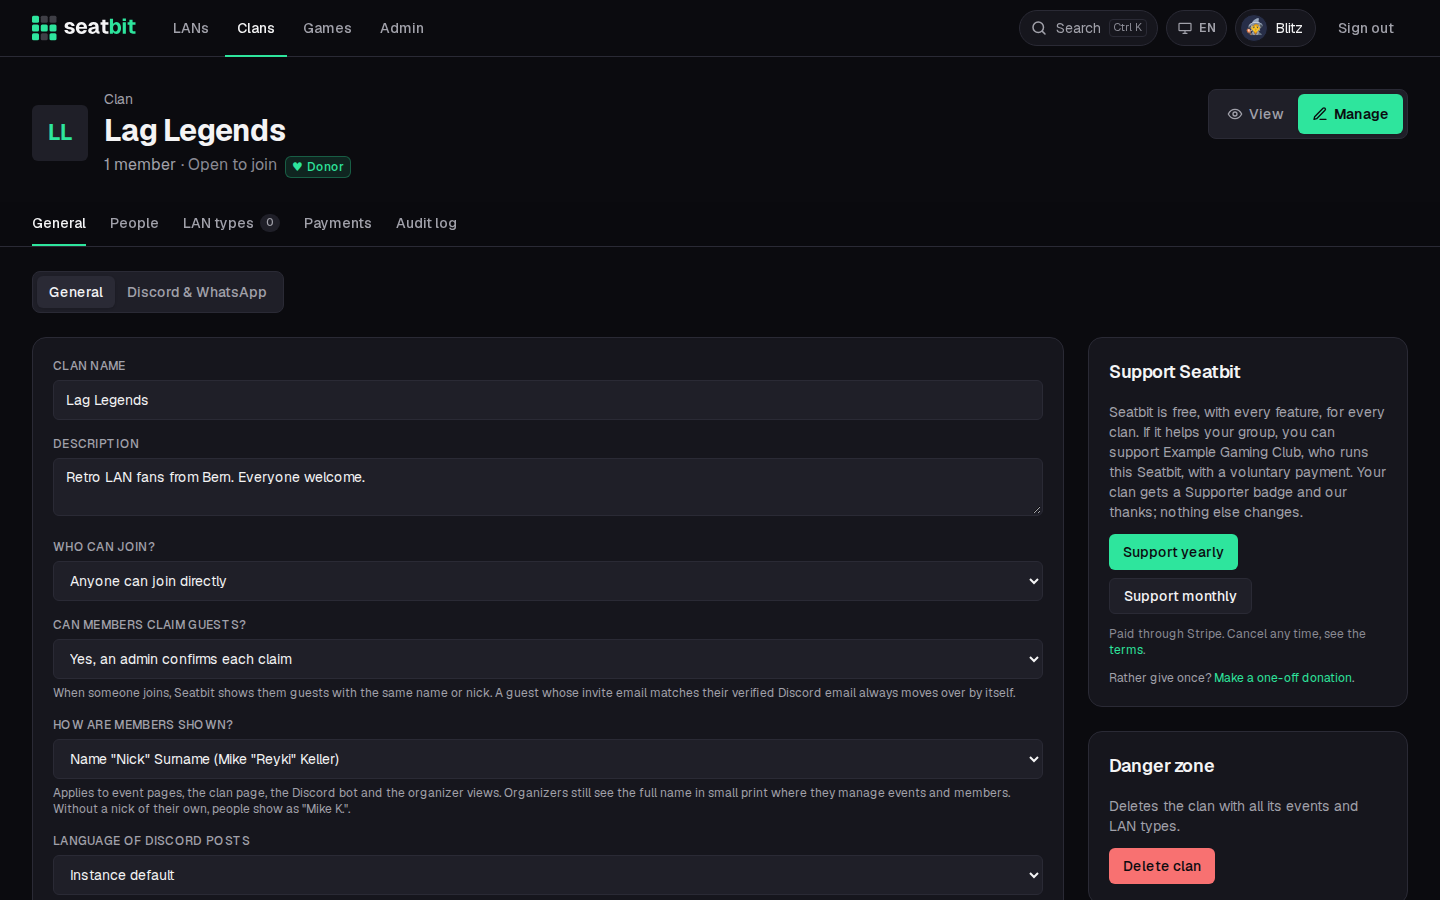 seatbit
LANs
Clans
Games
Admin
Search
Ctrl K
EN
Blitz
Sign out
LL
Clan
Lag Legends
1 member · Open to join
♥ Donor
View
Manage
General
People
LAN types 0
Payments
Audit log
General
Discord & WhatsApp
CLAN NAME
Lag Legends
DESCRIPTION
Retro LAN fans from Bern. Everyone welcome.
WHO CAN JOIN?
Anyone can join directly
CAN MEMBERS CLAIM GUESTS?
Yes, an admin confirms each claim
When someone joins, Seatbit shows them guests with the same name or nick. A guest whose invite email matches their verified Discord email always moves over by itself.
HOW ARE MEMBERS SHOWN?
Name "Nick" Surname (Mike "Reyki" Keller)
Applies to event pages, the clan page, the Discord bot and the organizer views. Organizers still see the full name in small print where they manage events and members.
Without a nick of their own, people show as "Mike K.".
LANGUAGE OF DISCORD POSTS
Instance default
Support Seatbit
Seatbit is free, with every feature, for every
clan. If it helps your group, you can
support Example Gaming Club, who runs
this Seatbit, with a voluntary payment. Your
clan gets a Supporter badge and our
thanks; nothing else changes.
Support yearly
Support monthly
Paid through Stripe. Cancel any time, see the
terms.
Rather give once? Make a one-off donation.
Danger zone
Deletes the clan with all its events and
LAN types.
Delete clan